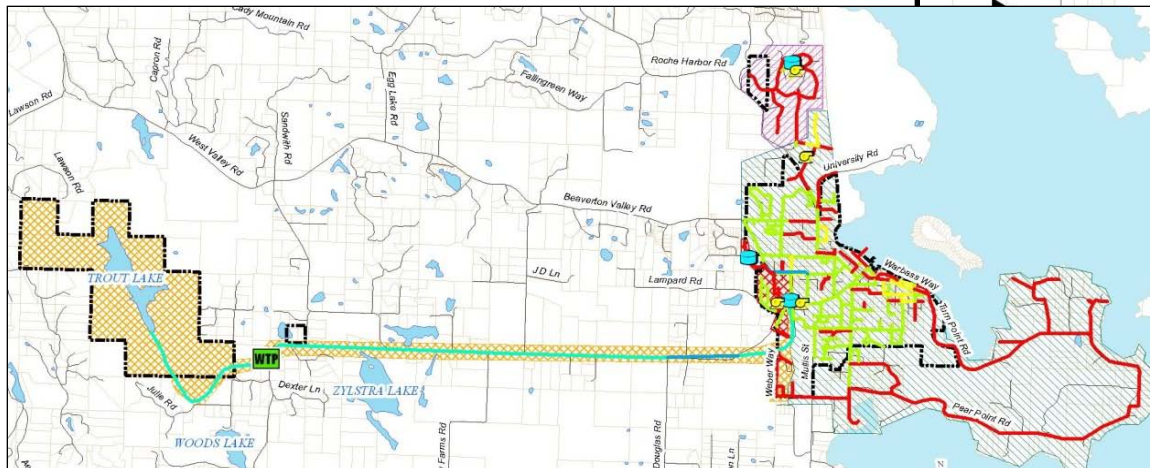 Cady Mountain Rd
Capron Rd
Roche Harbor Rd
Egg Lake Rd
Fallingreen Way
Lawson Rd
Sandwith Rd
West Valley Rd
University Rd
Lawson Rd
Beaverton Valley Rd
Warbass Way
TROUT LAKE
J D Ln
Lampard Rd
Turn Point Rd
WTP
Weber Way
Mullis St
Julie Rd
Dexter Ln
ZYLSTRA LAKE
Pear Point Rd
WOODS LAKE
Farms Rd
Douglas Rd
N